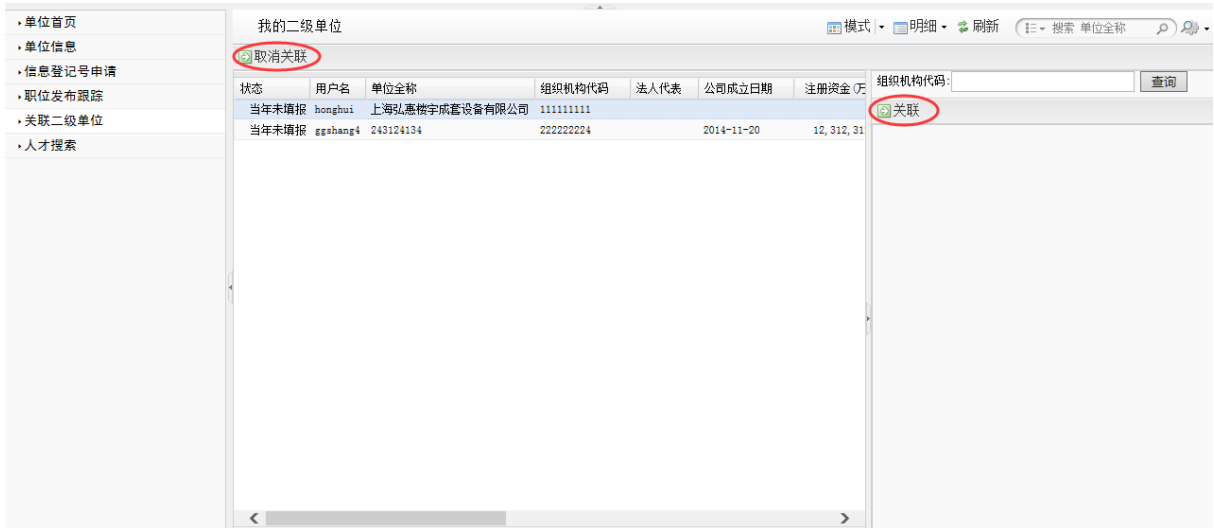 单位首页
单位信息
信息登记号申请
职位发布跟踪
关联二级单位
人才搜索
我的二级单位
模式 明细 刷新 搜索 单位全称
取消关联
状态 用户名 单位全称 组织机构代码 法人代表 公司成立日期 注册资金(万
当年未填报 honghui 上海弘惠楼宇成套设备有限公司 111111111
当年未填报 ggshang4 243124134 222222224 2014-11-20 12,312,31
组织机构代码: 查询
关联